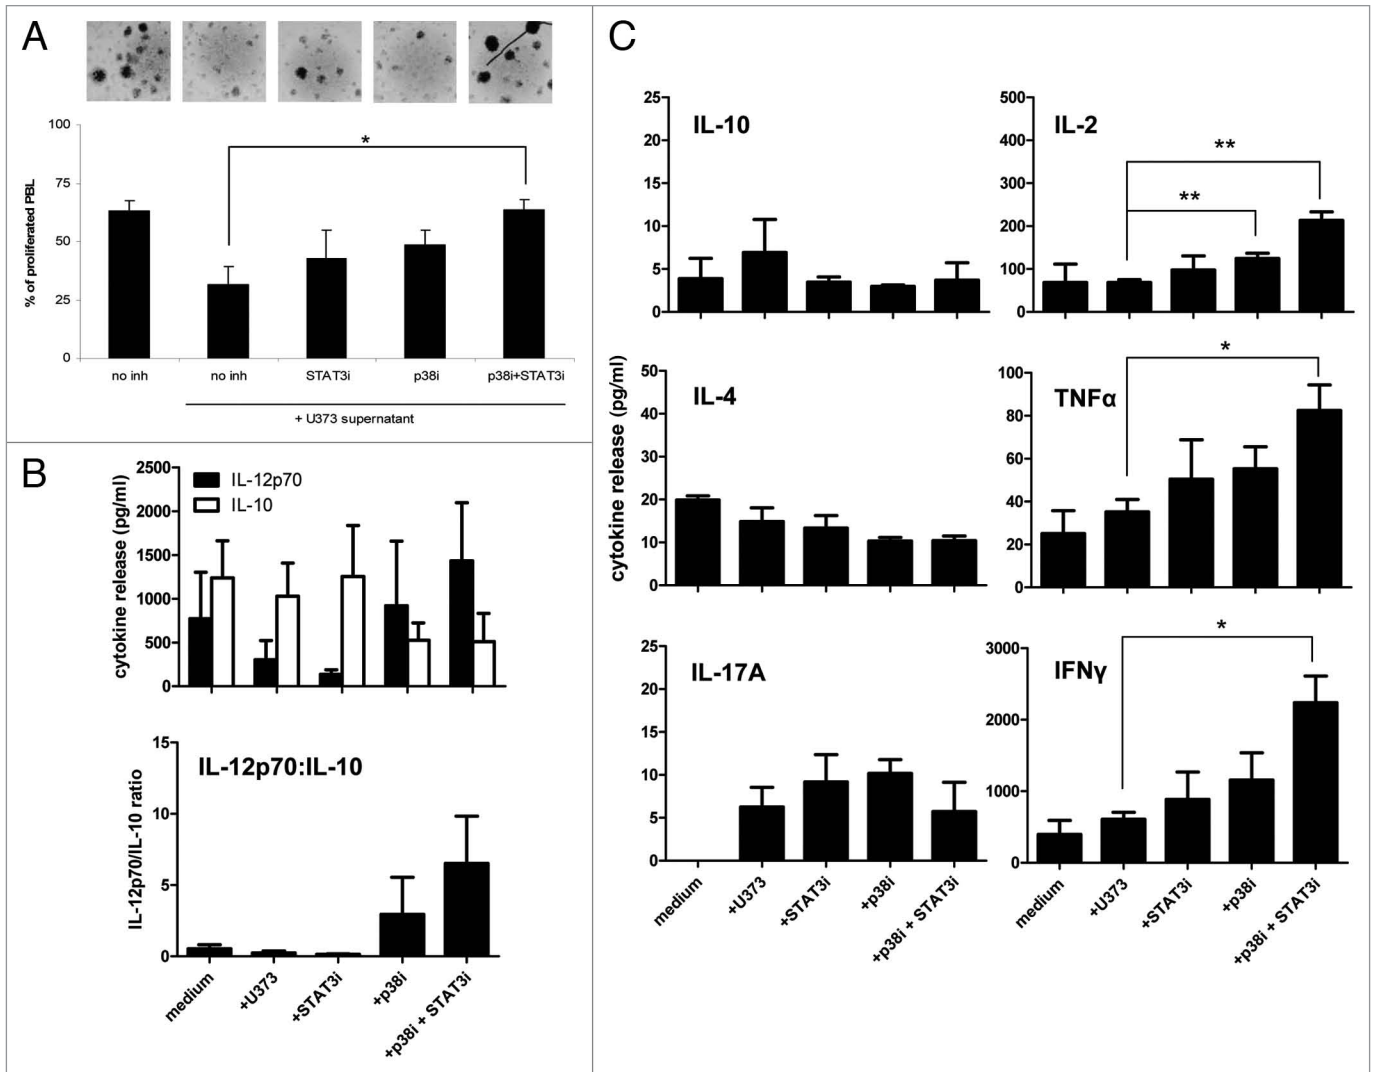 A
100
75
50
25
0
% of proliferated PBL
*
no inh
no inh
STAT3i
p38i
p38i+STAT3i
+ U373 supernatant
B
2500
2000
1500
1000
500
0
cytokine release (pg/ml)
IL-12p70
IL-10
15
10
5
0
IL-12p70/IL-10 ratio
IL-12p70:IL-10
medium
+U373
+STAT3i
+p38i
+p38i + STAT3i
C
cytokine release (pg/ml)
25
20
15
10
5
0
IL-10
500
400
300
200
100
0
IL-2
**
**
50
40
30
20
10
0
IL-4
100
80
60
40
20
0
TNFα
*
25
20
15
10
5
0
IL-17A
medium
+U373
+STAT3i
+p38i
+p38i + STAT3i
3000
2000
1000
0
IFNγ
*
medium
+U373
+STAT3i
+p38i
+p38i + STAT3i